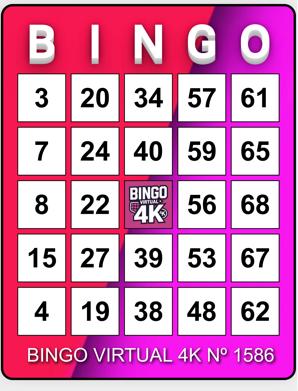 B I N G O
3 20 34 57 61
7 24 40 59 65
8 22 BINGO VIRTUAL 4K 56 68
15 27 39 53 67
4 19 38 48 62
BINGO VIRTUAL 4K Nº 1586